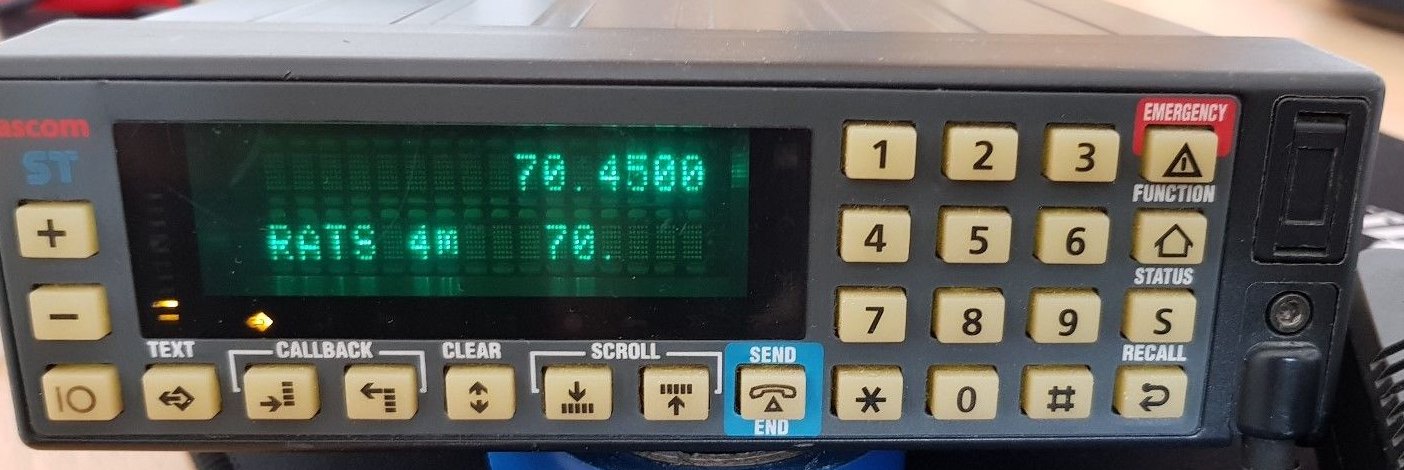 ascom
ST
70.4500
RATS 4m 70.
+
-
IO
TEXT
CALLBACK
CLEAR
SCROLL
SEND
END
1 2 3
4 5 6
7 8 9
* 0 #
EMERGENCY
FUNCTION
STATUS
S
RECALL